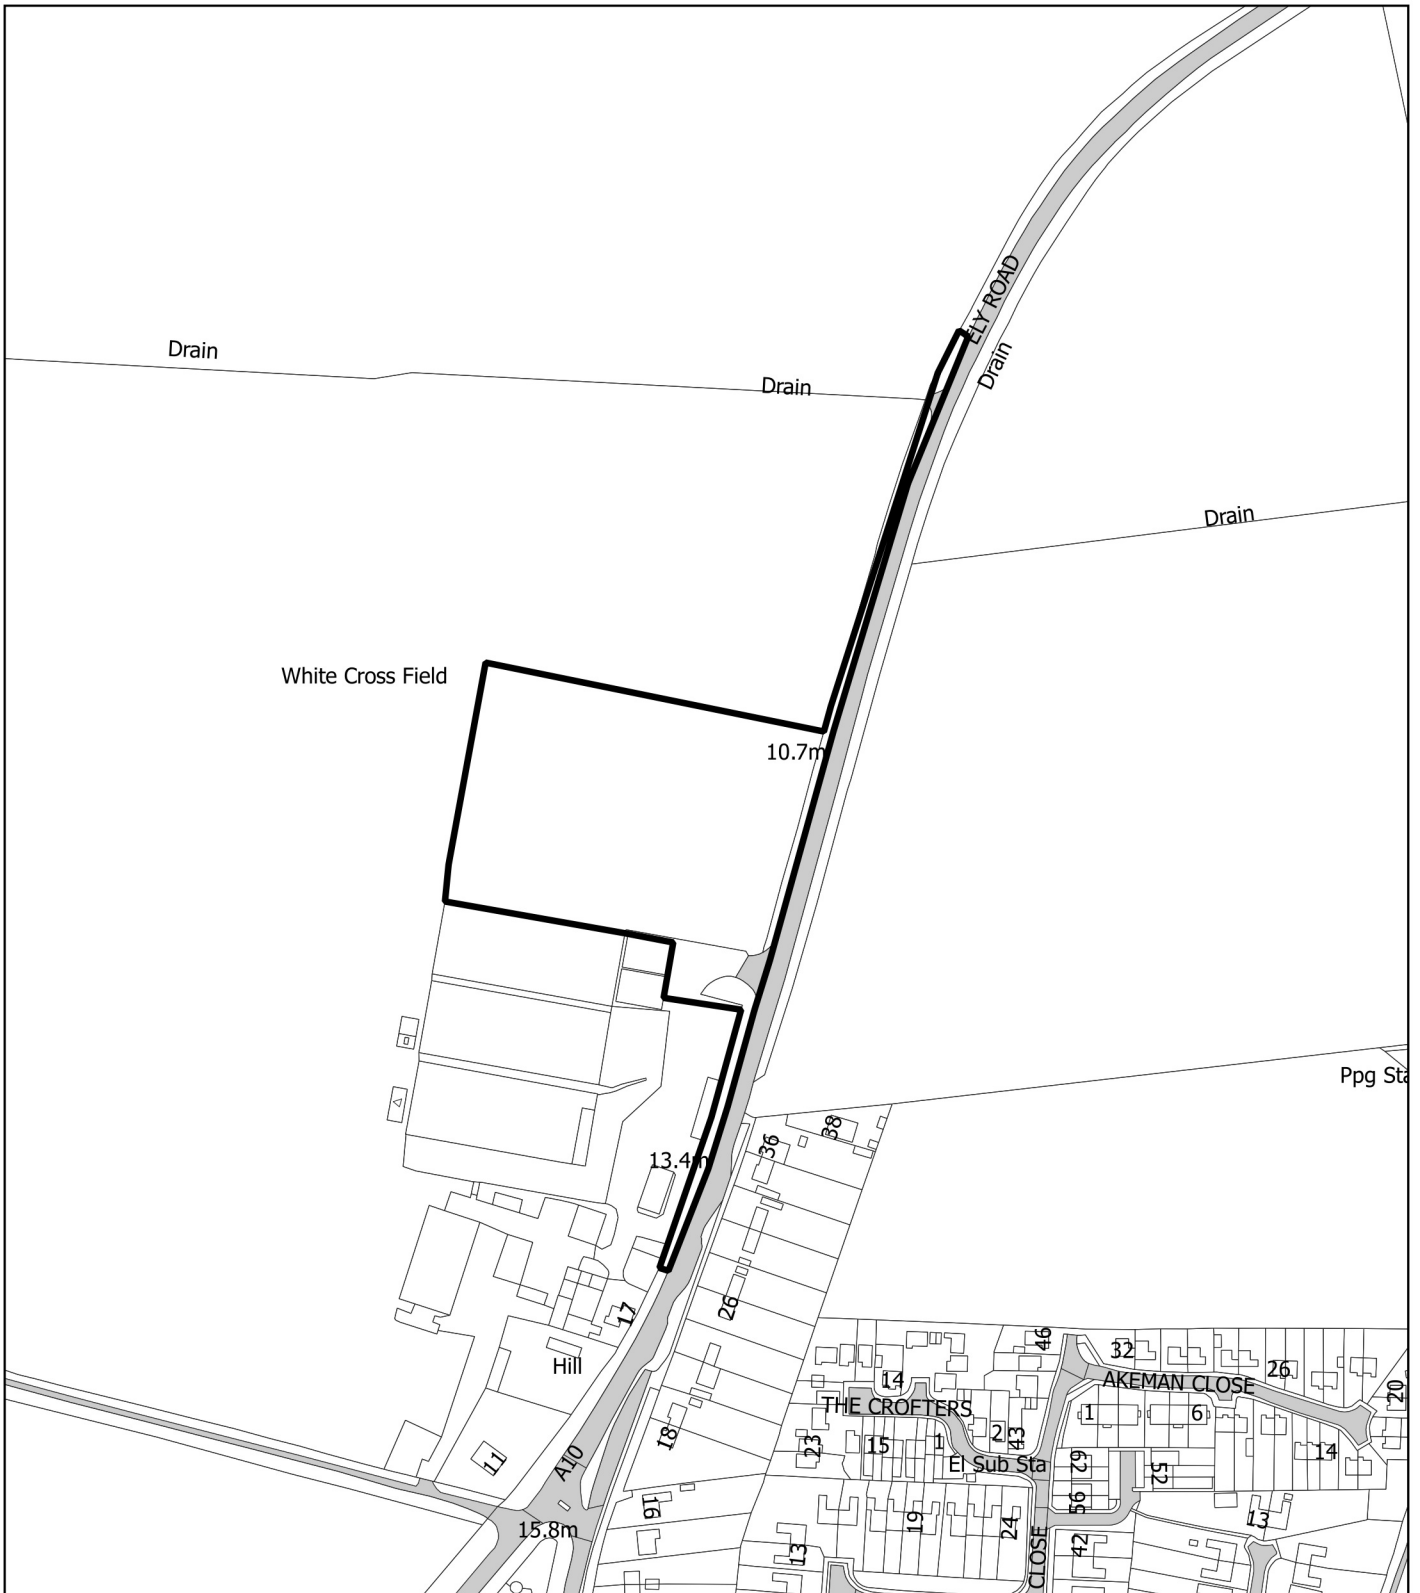 ELY ROAD
Drain
Drain
Drain
Drain
White Cross Field
10.7m
Ppg Sta
38
36
13.4m
26
17
Hill
46
32
26
20
14
AKEMAN CLOSE
THE CROFTERS
1
6
18
23
15
1
2
43
14
A10
11
El Sub Sta
62
52
56
16
15.8m
19
24
13
13
42
CLOSE